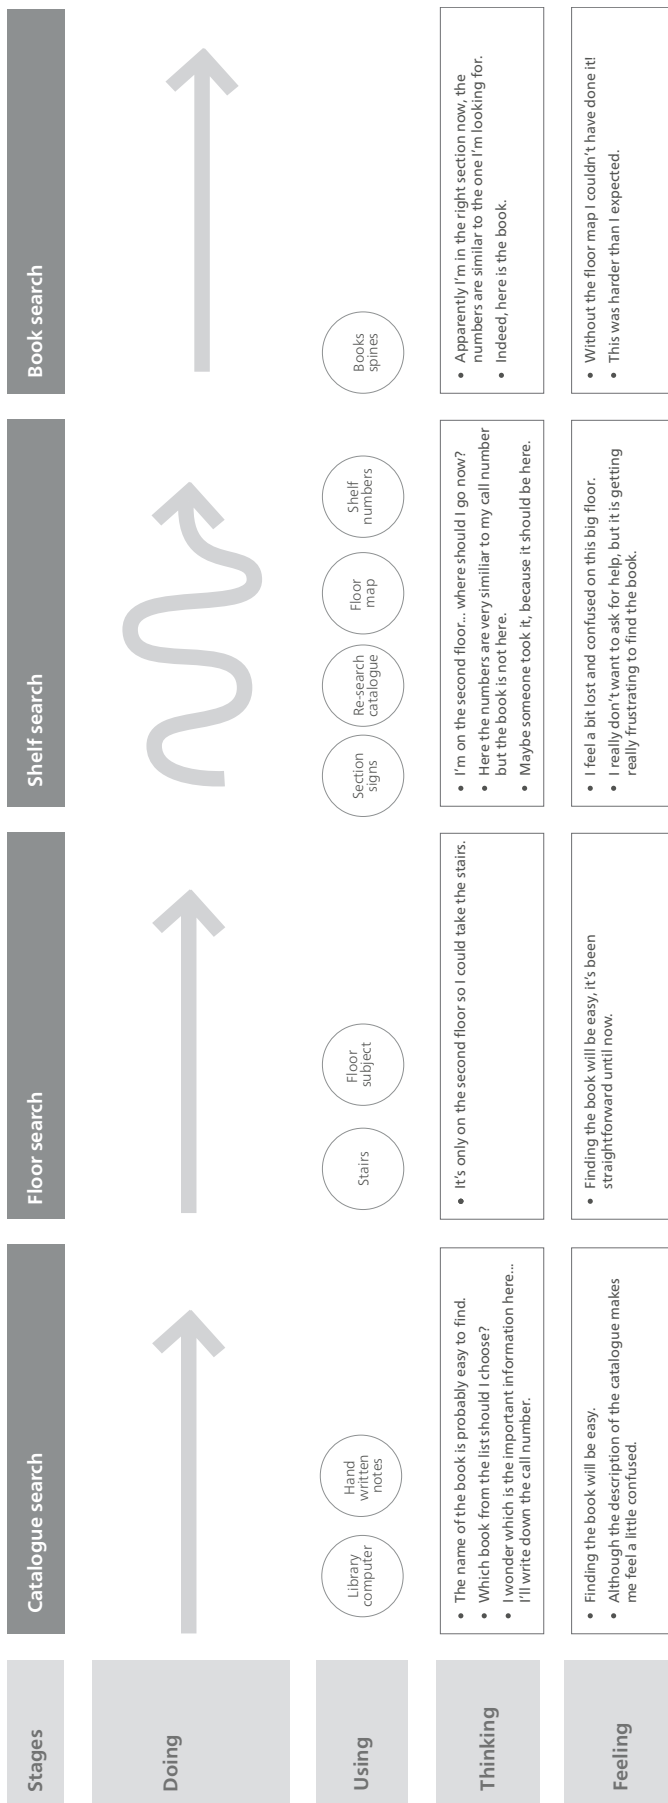 Stages
Catalogue search
Floor search
Shelf search
Book search
Doing
Using
Library
computer
Hand
written
notes
Stairs
Floor
subject
Section
signs
Re-search
catalogue
Floor
map
Shelf
numbers
Books
spines
Thinking
• The name of the book is probably easy to find.
• Which book from the list should I choose?
• I wonder which is the important information here...
I'll write down the call number.
• It's only on the second floor so I could take the stairs.
• I'm on the second floor... where should I go now?
• Here the numbers are very similiar to my call number
but the book is not here.
• Maybe someone took it, because it should be here.
• Apparently I'm in the right section now, the
numbers are similar to the one I'm looking for.
• Indeed, here is the book.
Feeling
• Finding the book will be easy.
• Although the description of the catalogue makes
me feel a little confused.
• Finding the book will be easy, it's been
straightforward until now.
• I feel a bit lost and confused on this big floor.
• I really don't want to ask for help, but it is getting
really frustrating to find the book.
• Without the floor map I couldn't have done it!
• This was harder than I expected.